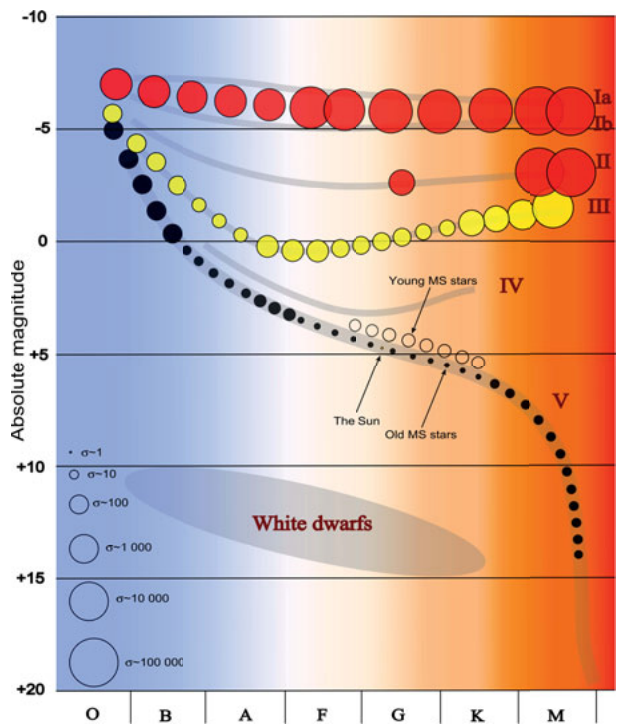 -10
Ia
Ib
-5
II
III
0
Young MS stars
IV
+5
The Sun
Old MS stars
V
σ~1
σ~10
+10
σ~100
White dwarfs
σ~1 000
+15
σ~10 000
σ~100 000
+20
Absolute magnitude
O B A F G K M